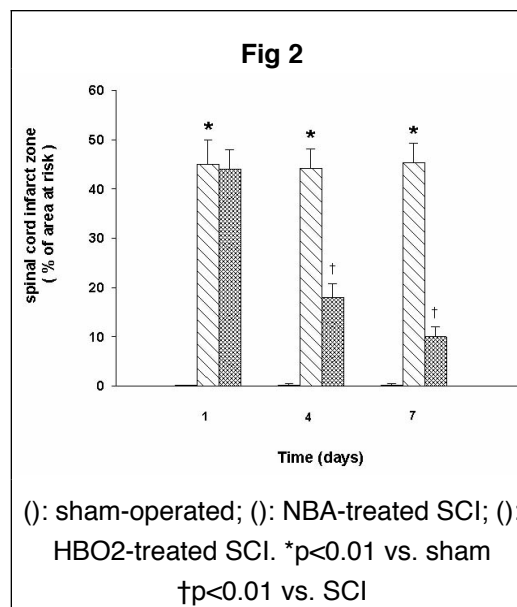 Fig 2
60
50
40
30
20
10
0
spinal cord infarct zone
( % of area at risk )
*
*
*
†
†
1 4 7
Time (days)
(): sham-operated; (): NBA-treated SCI; ():
HBO2-treated SCI. *p<0.01 vs. sham
†p<0.01 vs. SCI